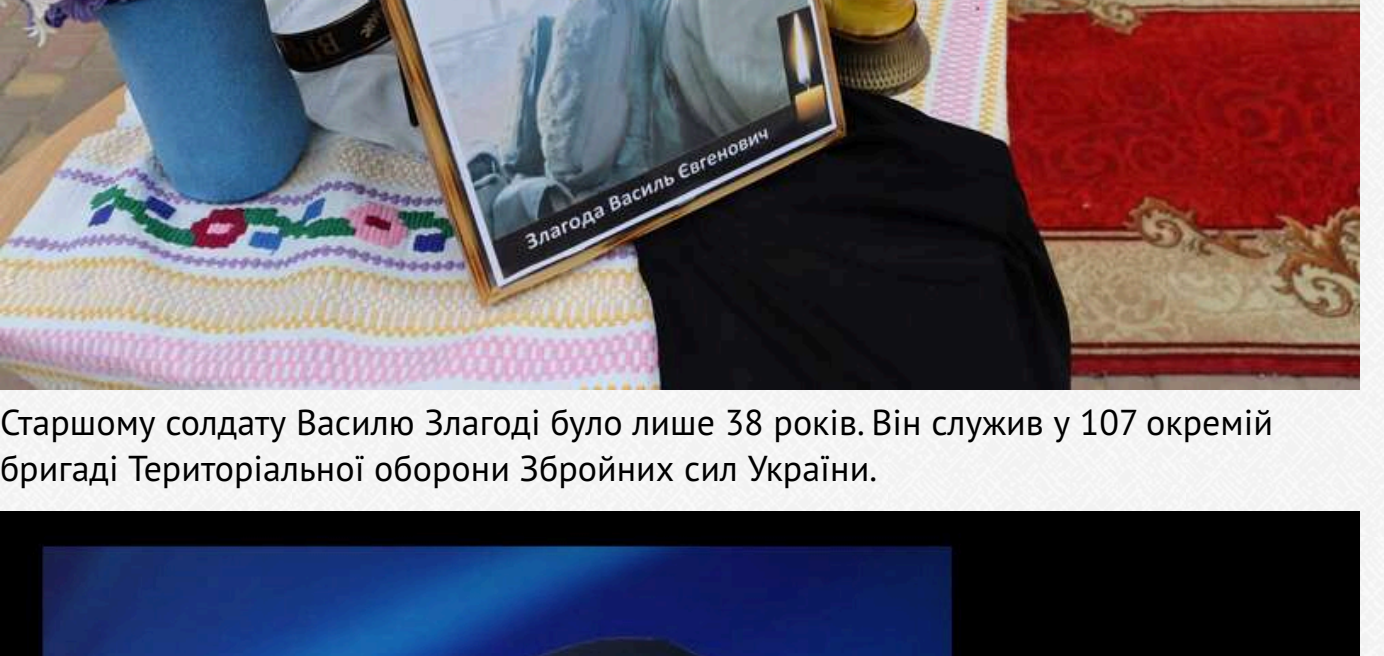 Злагода Василь Євгенович
Старшому солдату Василю Злагоді було лише 38 років. Він служив у 107 окремій
бригаді Територіальної оборони Збройних сил України.